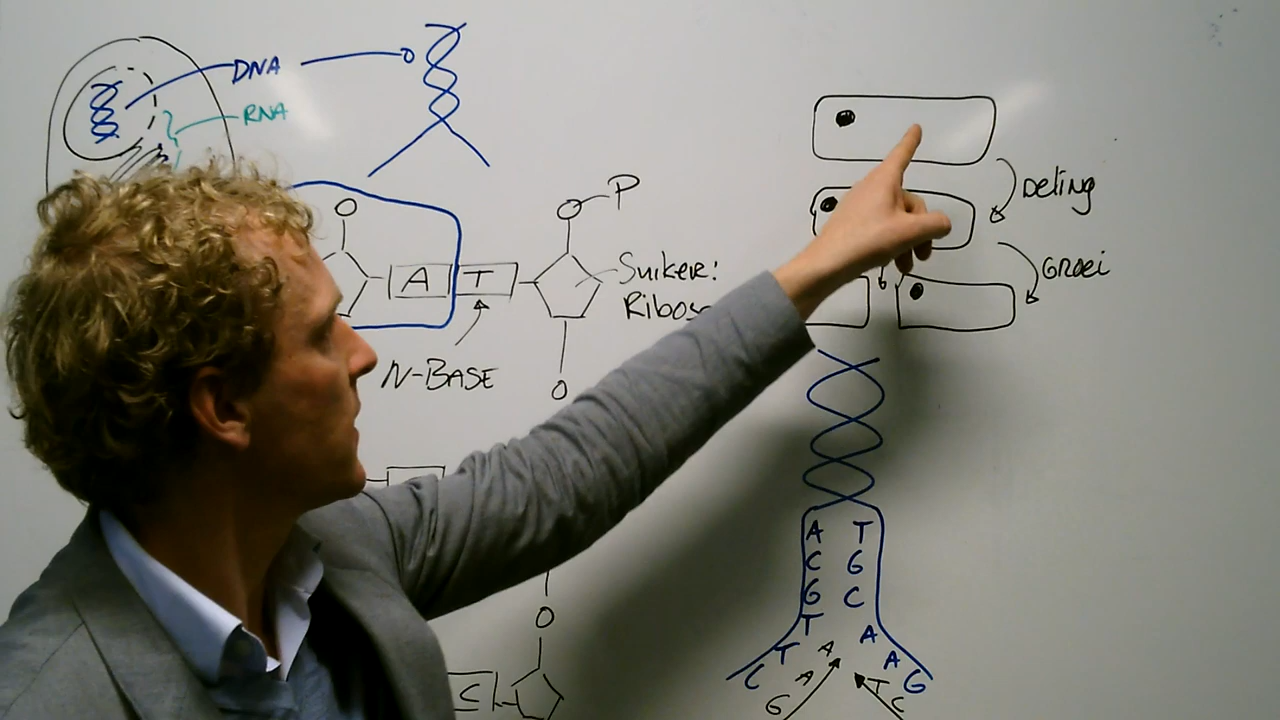 DNA
RNA
P
O
O
A T
Suiker:
Ribos
N-BASE
O
O
C
Deling
Groei
A T
C G
G C
T A
T A A A
C A T G
G C